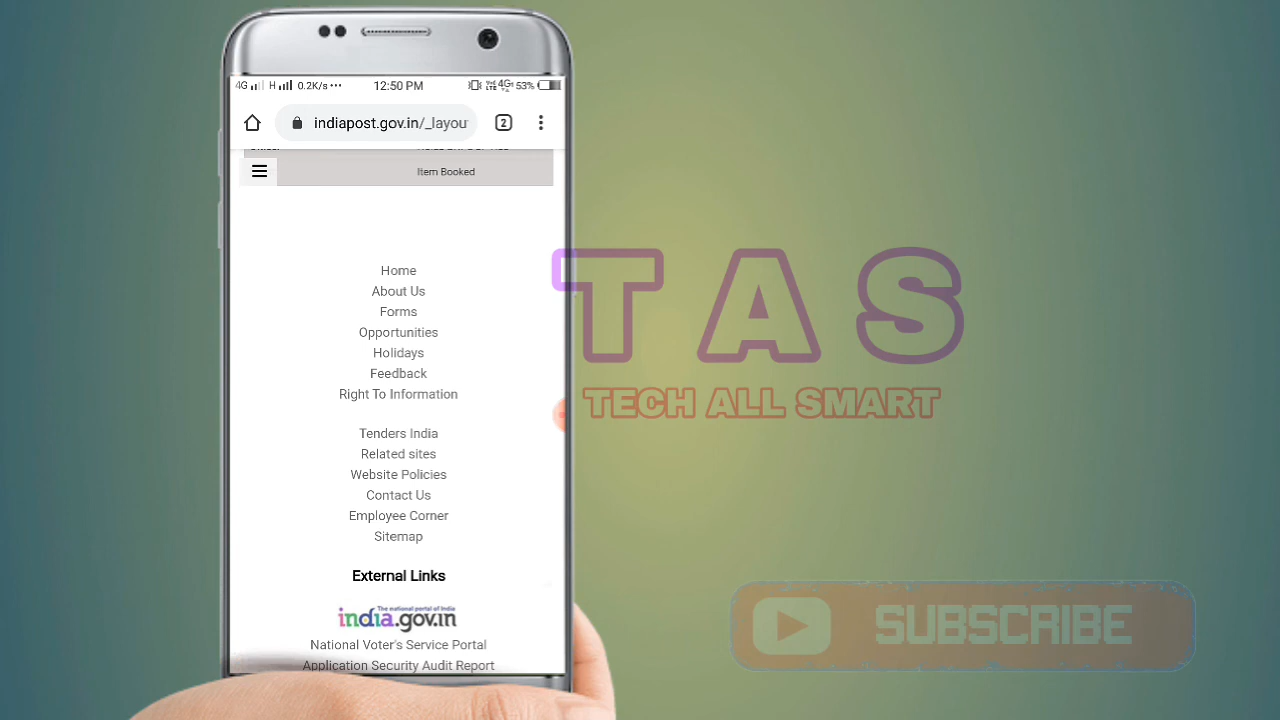 4G H 0.2K/s ··· 12:50 PM 4G 53%
indiapost.gov.in/_layou 2
Item Booked
Home
About Us
Forms
Opportunities
Holidays
Feedback
Right To Information
Tenders India
Related sites
Website Policies
Contact Us
Employee Corner
Sitemap
External Links
The national portal of India
india.gov.in
National Voter's Service Portal
Application Security Audit Report
T A S
TECH ALL SMART
SUBSCRIBE